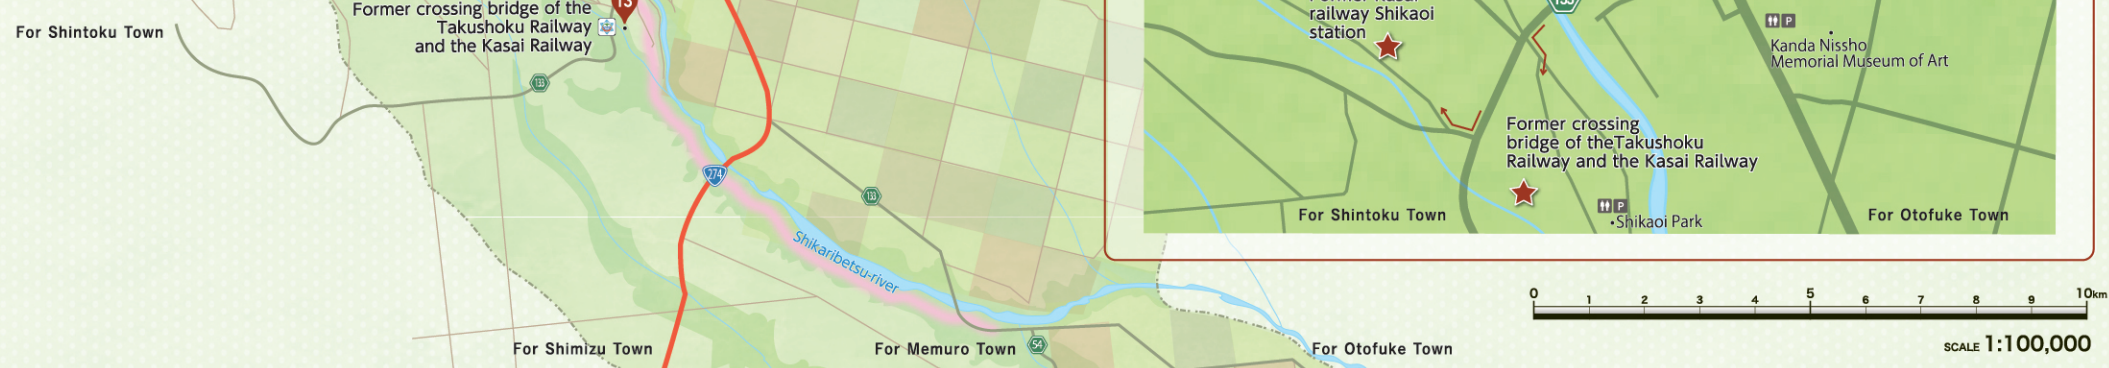 Former crossing bridge of the
Takushoku Railway
and the Kasai Railway
13
For Shintoku Town
133
274
133
Shikaribetsu-river
For Shimizu Town
For Memuro Town
54
For Otofuke Town
railway Shikaoi
station
133
P
Kanda Nissho
Memorial Museum of Art
Former crossing
bridge of theTakushoku
Railway and the Kasai Railway
For Shintoku Town
P
•Shikaoi Park
For Otofuke Town
0 1 2 3 4 5 6 7 8 9 10km
SCALE 1:100,000